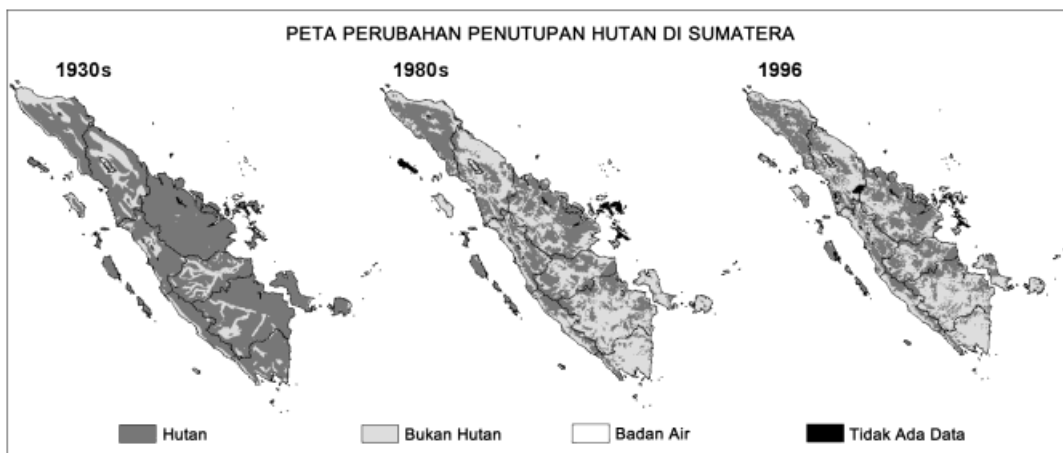 PETA PERUBAHAN PENUTUPAN HUTAN DI SUMATERA
1930s
1980s
1996
Hutan
Bukan Hutan
Badan Air
Tidak Ada Data